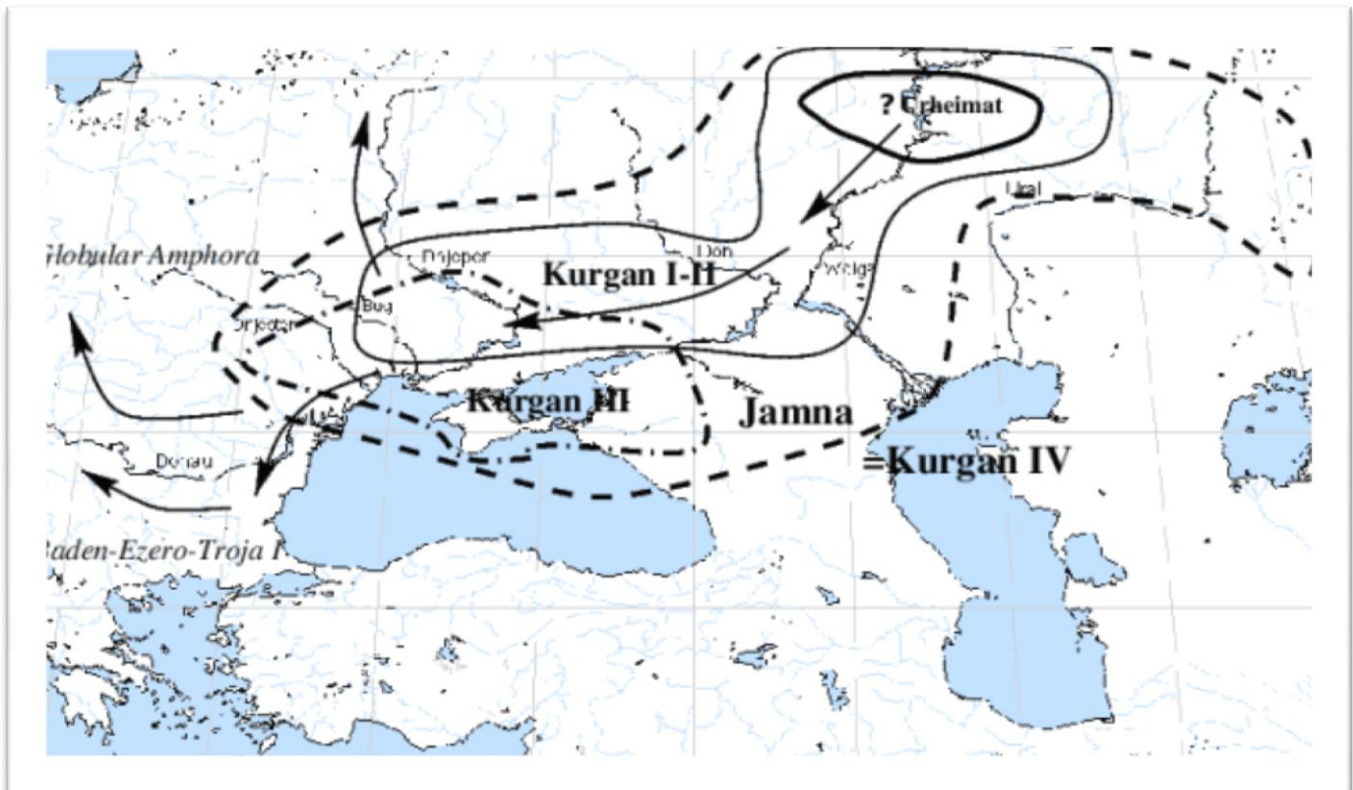 ? Urheimat
Ural
Globular Amphora
Dnjeper
Don
Kurgan I-II
Wolga
Bug
Dnjestr
Kurgan III
Jamna
Donau
=Kurgan IV
Baden-Ezero-Troja I